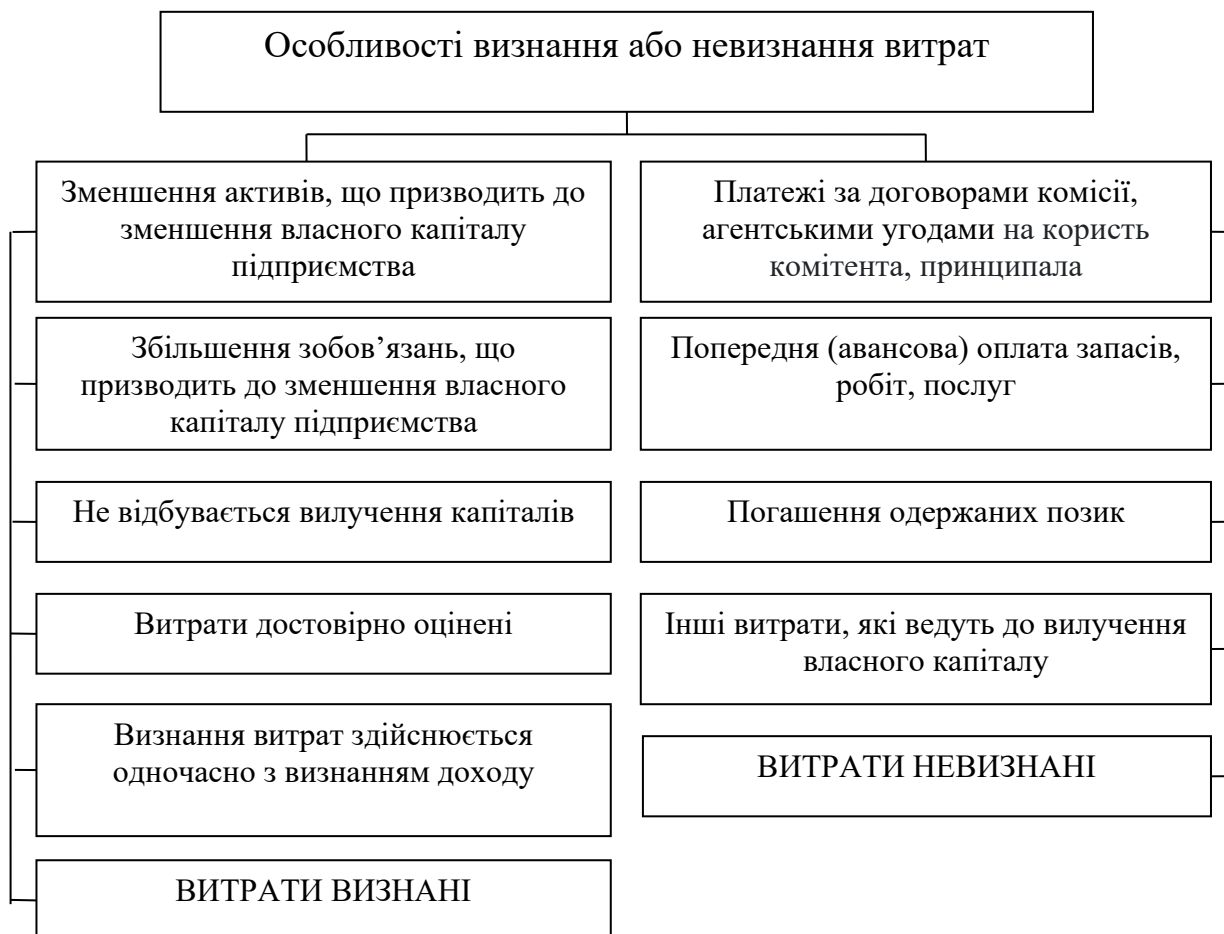 Особливості визнання або невизнання витрат
Зменшення активів, що призводить до
зменшення власного капіталу
підприємства
Збільшення зобов’язань, що
призводить до зменшення власного
капіталу підприємства
Не відбувається вилучення капіталів
Витрати достовірно оцінені
Визнання витрат здійснюється
одночасно з визнанням доходу
ВИТРАТИ ВИЗНАНІ
Платежі за договорами комісії,
агентськими угодами на користь
комітента, принципала
Попередня (авансова) оплата запасів,
робіт, послуг
Погашення одержаних позик
Інші витрати, які ведуть до вилучення
власного капіталу
ВИТРАТИ НЕВИЗНАНІ